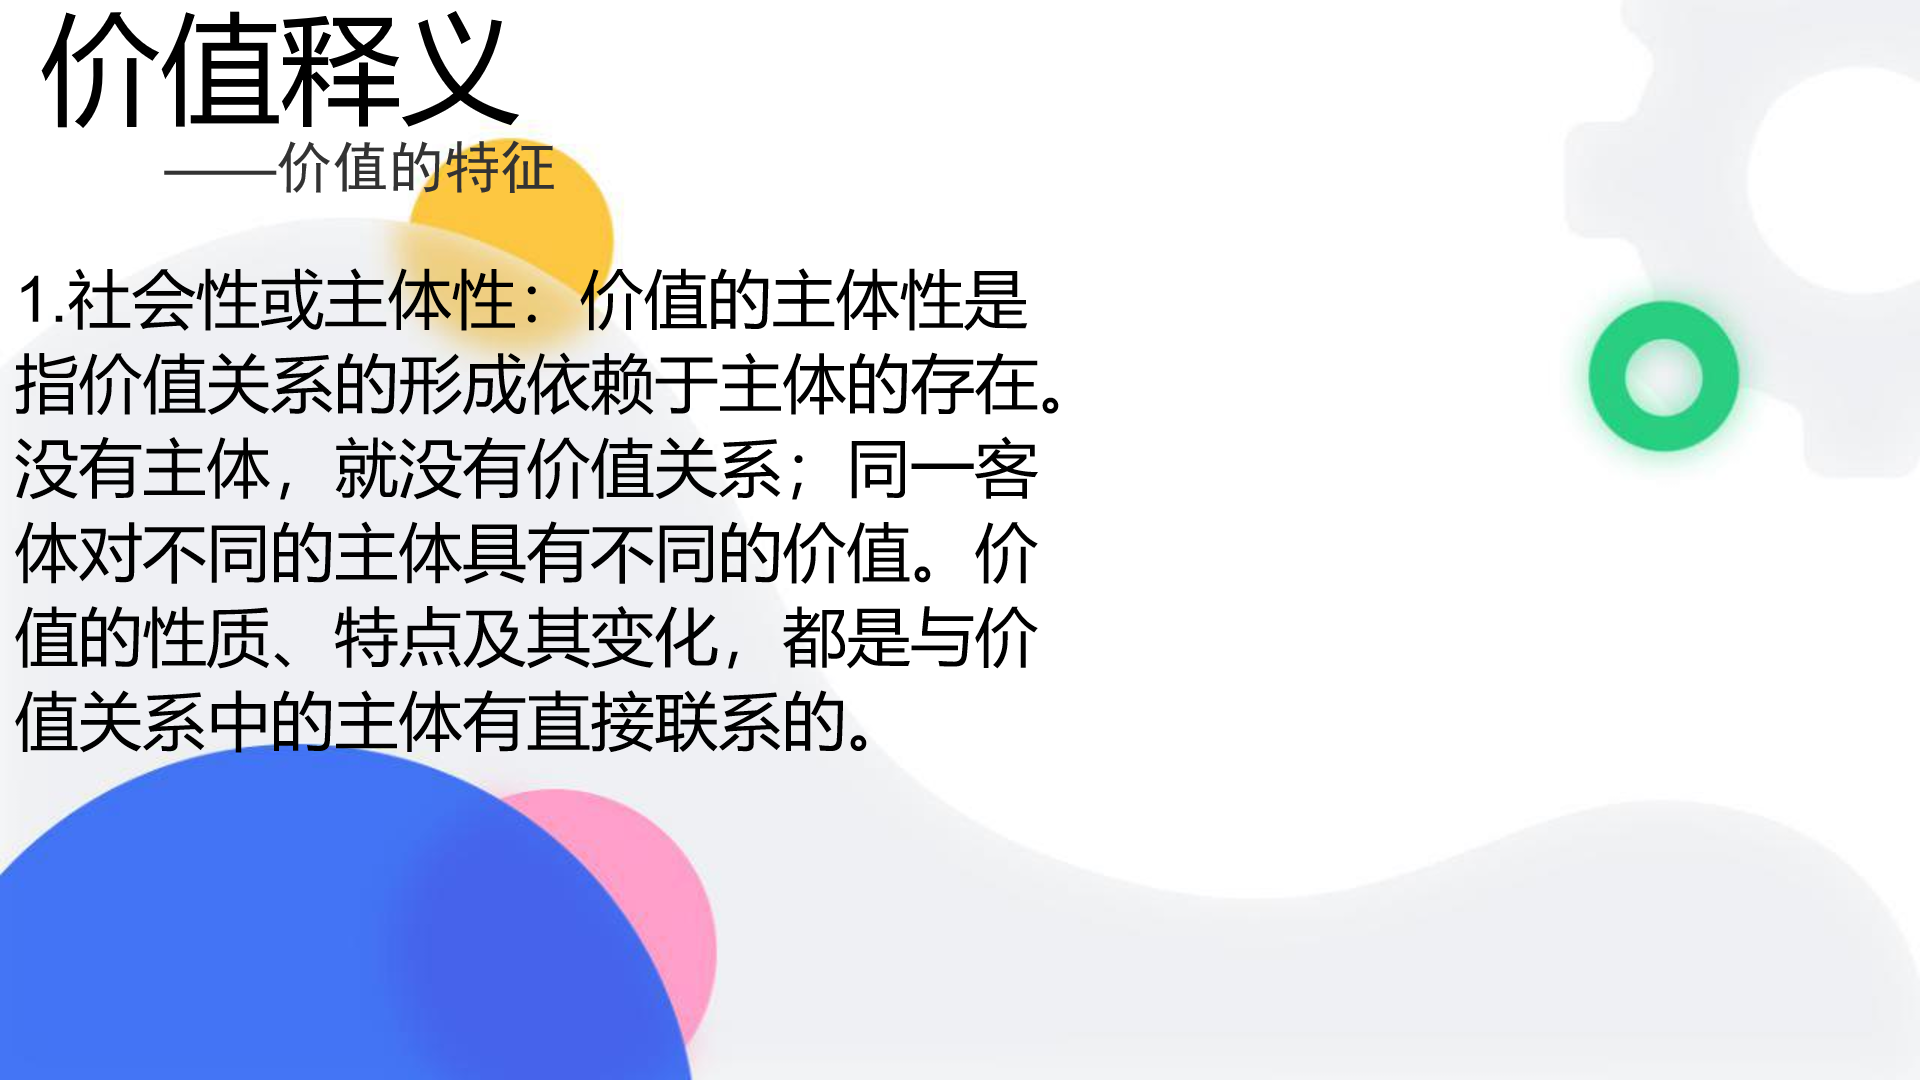 价值释义
——价值的特征
1.社会性或主体性：价值的主体性是
指价值关系的形成依赖于主体的存在。
没有主体，就没有价值关系；同一客
体对不同的主体具有不同的价值。价
值的性质、特点及其变化，都是与价
值关系中的主体有直接联系的。